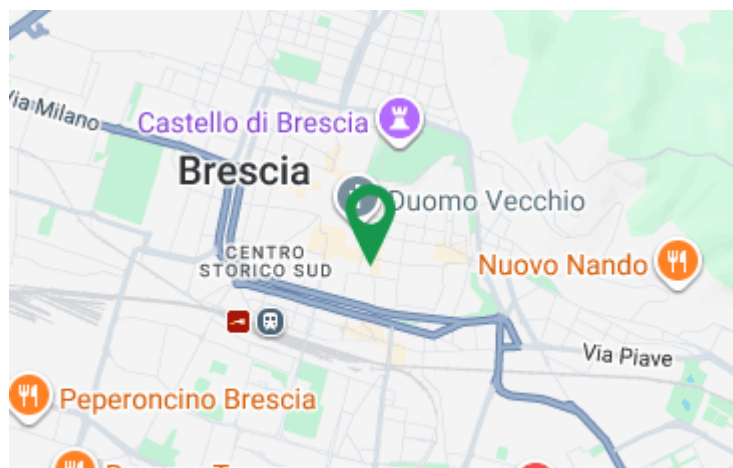 Via Milano
Castello di Brescia
Brescia
Duomo Vecchio
CENTRO
STORICO SUD
Nuovo Nando
Via Piave
Peperoncino Brescia